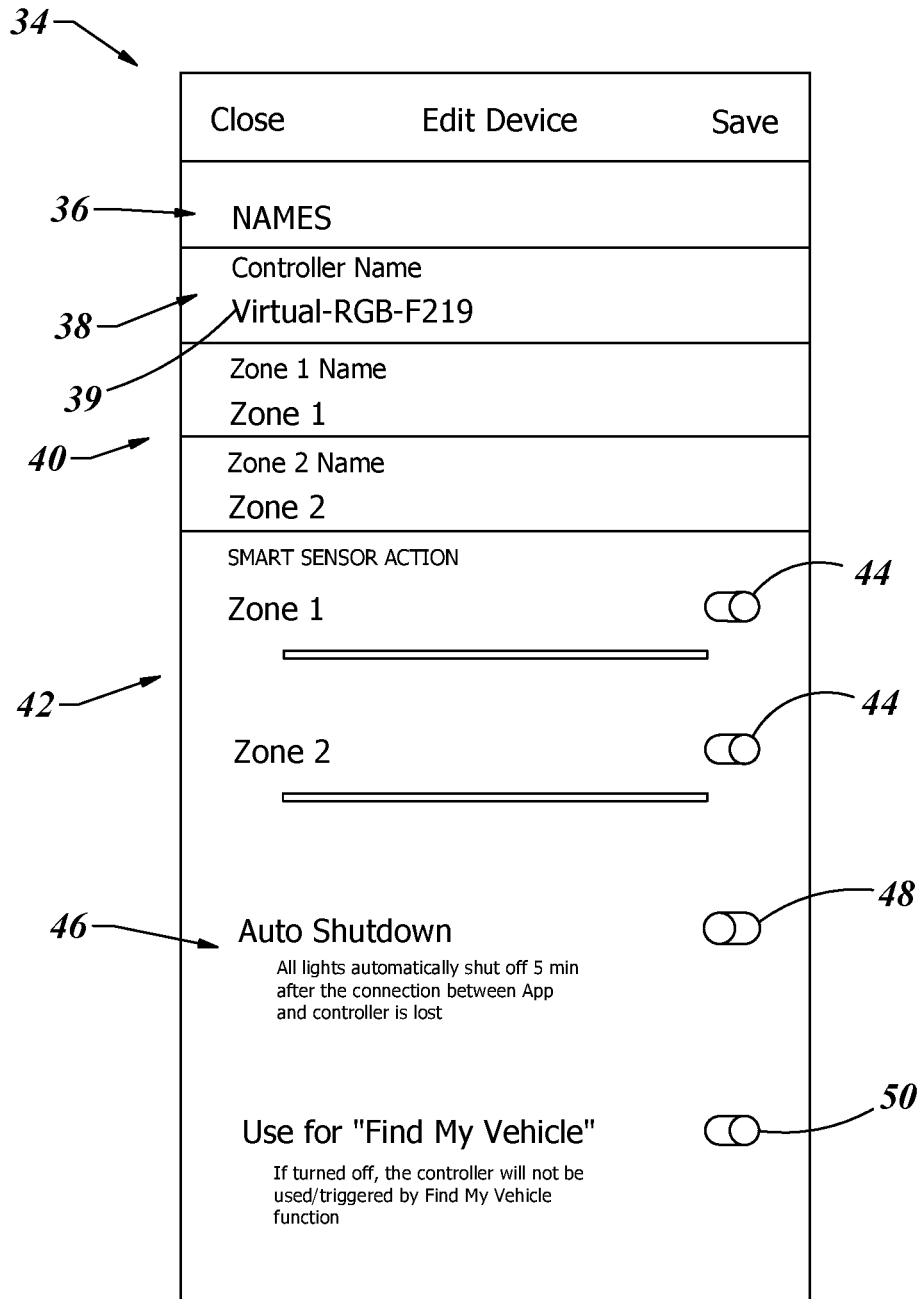 34
Close Edit Device Save
36
NAMES
Controller Name
38
Virtual-RGB-F219
39
Zone 1 Name
Zone 1
40
Zone 2 Name
Zone 2
SMART SENSOR ACTION
44
Zone 1
42
44
Zone 2
46
Auto Shutdown
48
All lights automatically shut off 5 min
after the connection between App
and controller is lost
50
Use for "Find My Vehicle"
If turned off, the controller will not be
used/triggered by Find My Vehicle
function